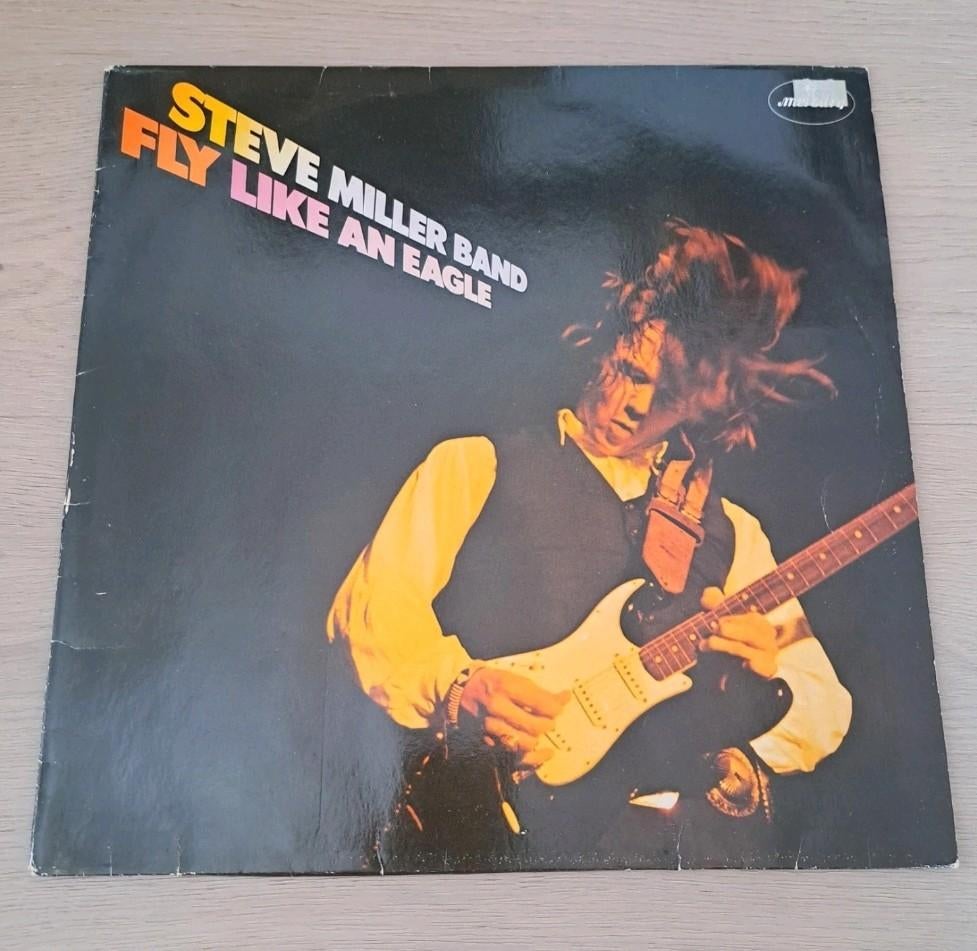 STEVE MILLER BAND
FLY LIKE AN EAGLE
mercury